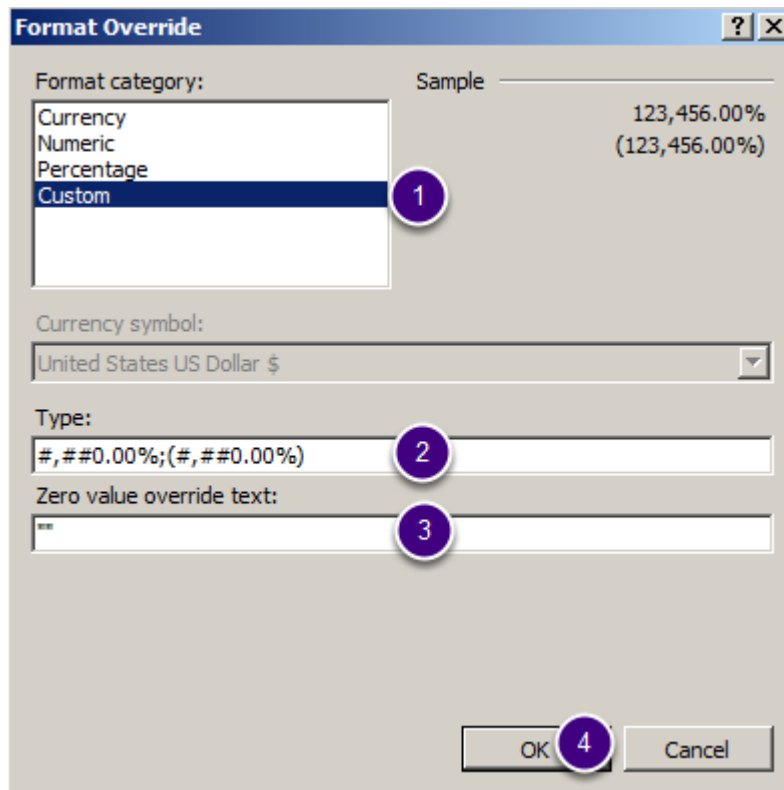 Format Override
? X
Format category:
Sample
Currency
Numeric
Percentage
Custom
1
123,456.00%
(123,456.00%)
Currency symbol:
United States US Dollar $
Type:
#,##0.00%;(#,##0.00%)
2
Zero value override text:
""
3
OK
4
Cancel